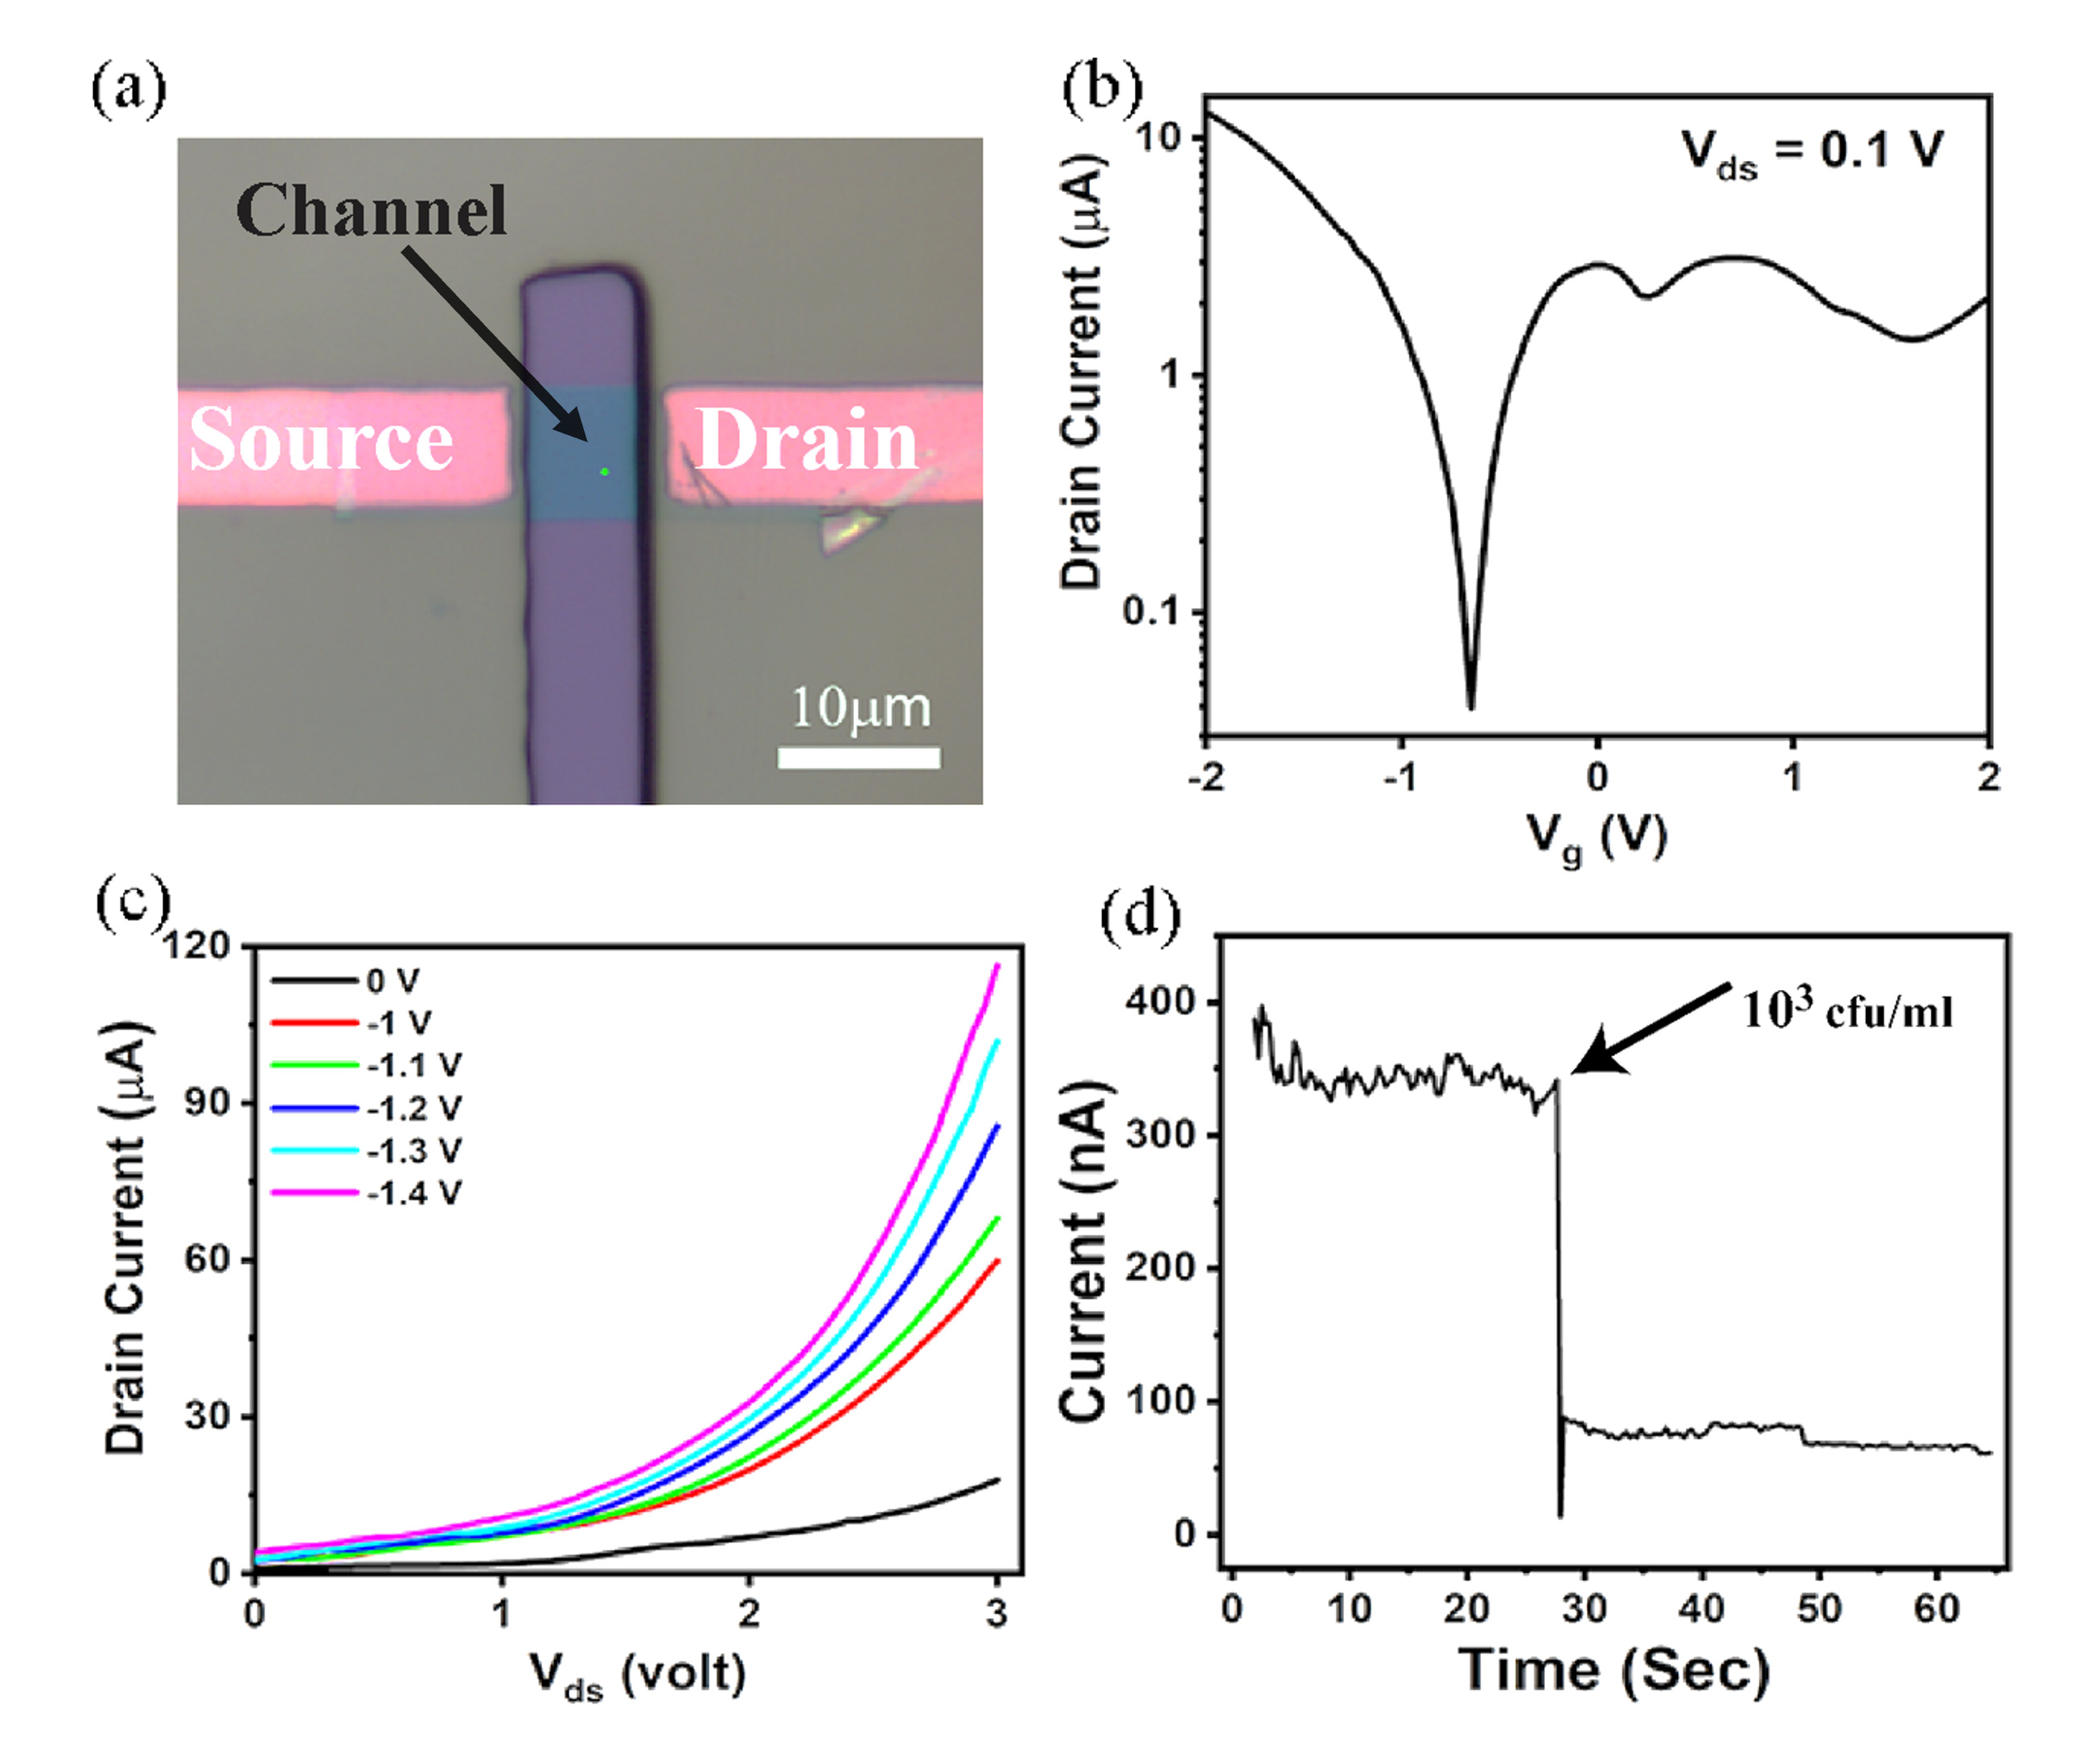 (a)
Channel
Source
Drain
10μm
(b)
Drain Current (μA)
10
1
0.1
V_ds = 0.1 V
-2 -1 0 1 2
V_g (V)
(c)
Drain Current (μA)
120
90
60
30
0
0 V
-1 V
-1.1 V
-1.2 V
-1.3 V
-1.4 V
0 1 2 3
V_ds (volt)
(d)
Current (nA)
400
300
200
100
0
10³ cfu/ml
0 10 20 30 40 50 60
Time (Sec)